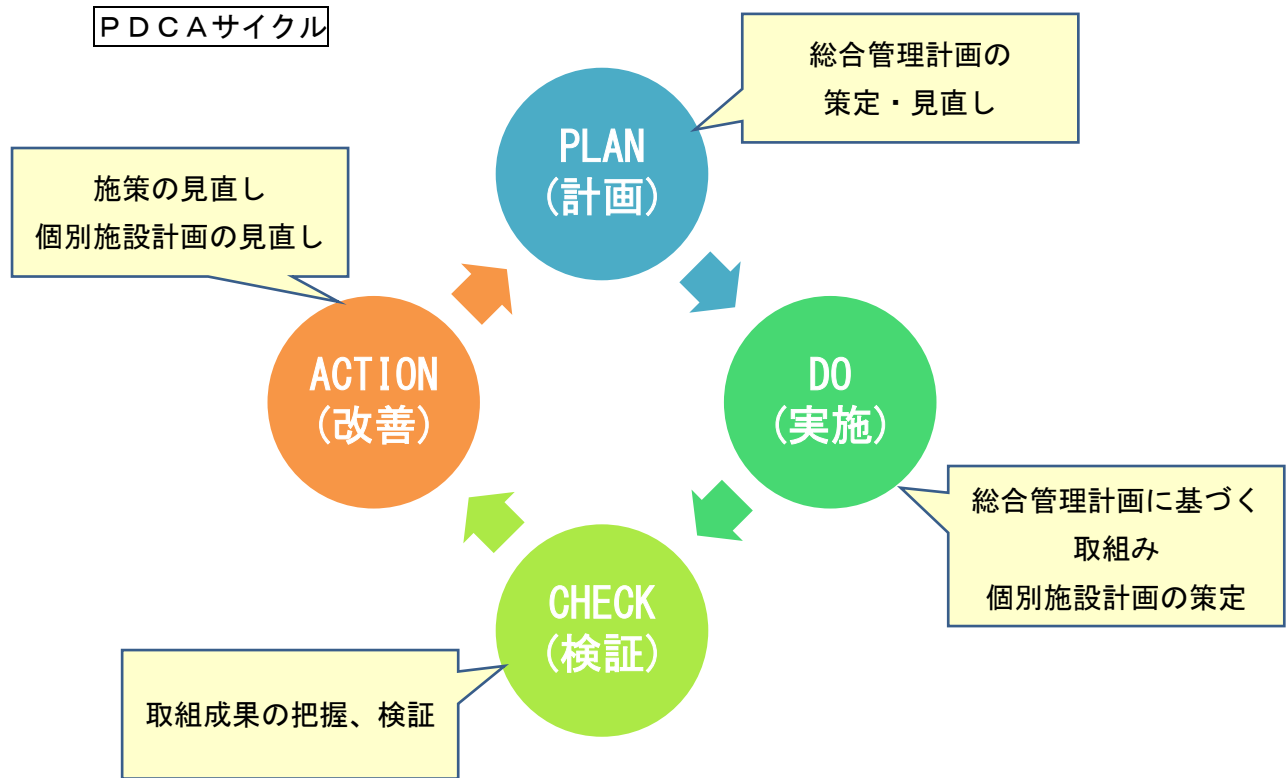 ＰＤＣＡサイクル
総合管理計画の
策定・見直し
PLAN
(計画)
施策の見直し
個別施設計画の見直し
ACTION
(改善)
DO
(実施)
総合管理計画に基づく
取組み
個別施設計画の策定
CHECK
(検証)
取組成果の把握、検証